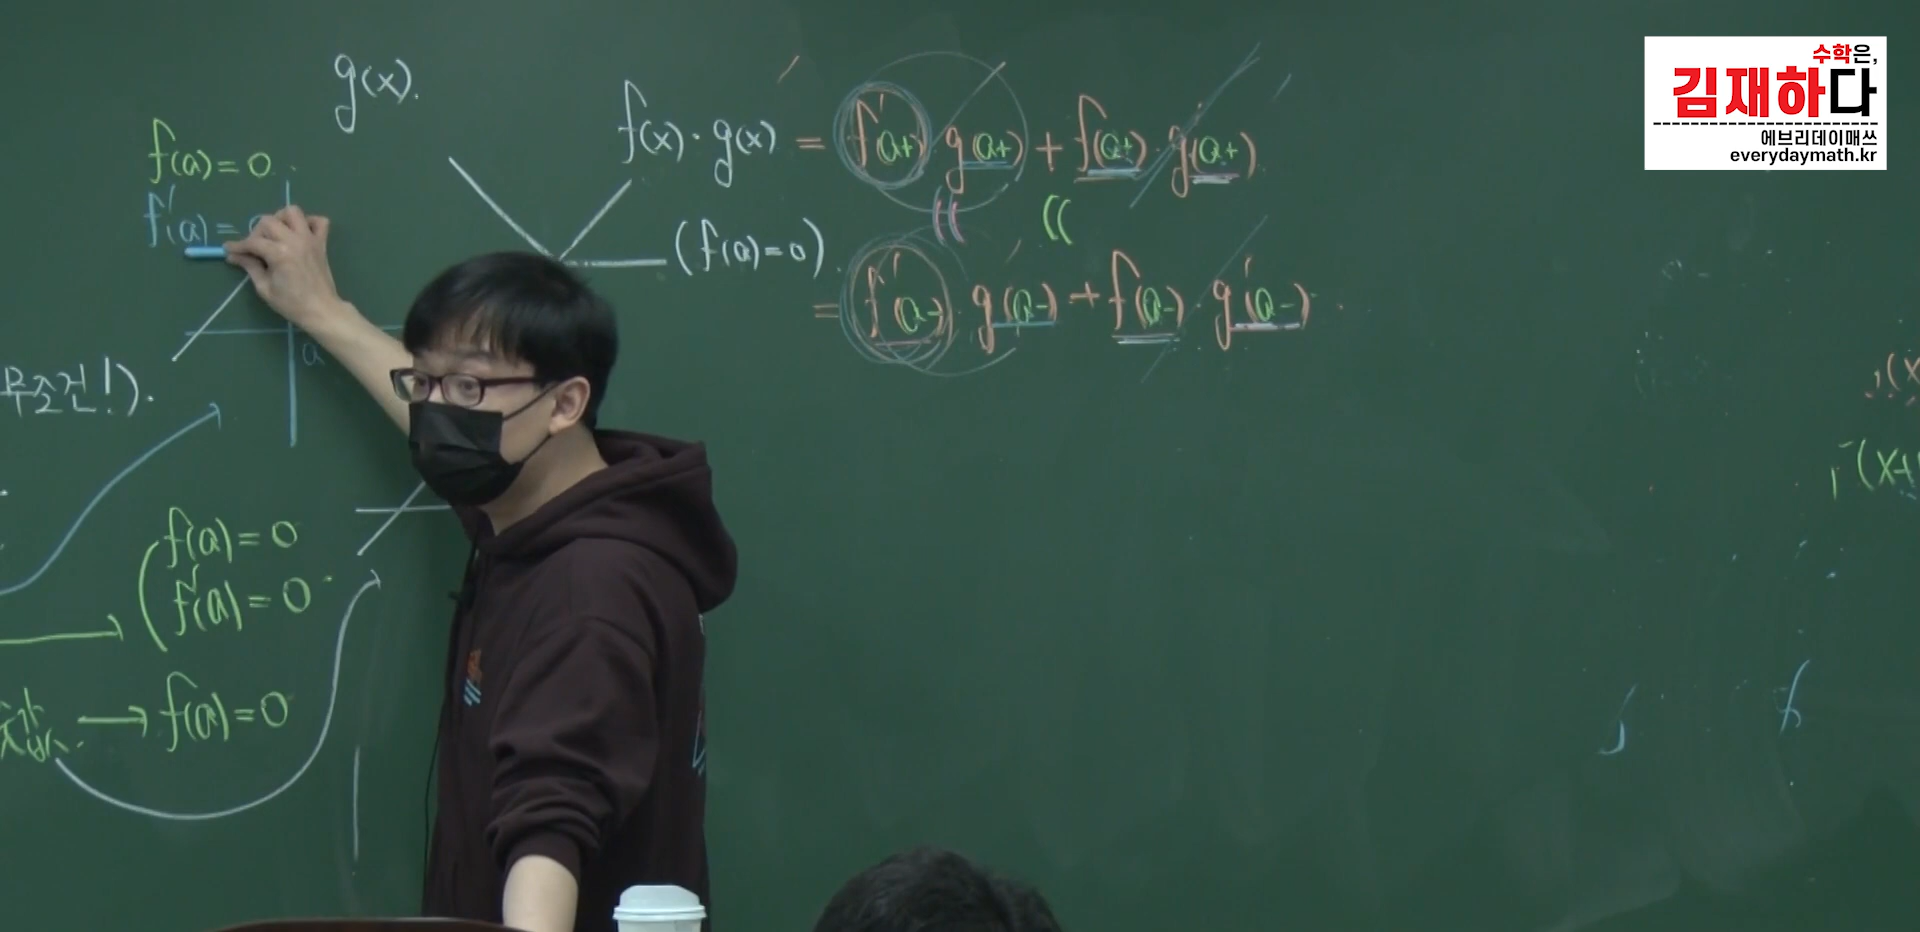 g(x).
f(a)=0.
f'(a)=
f(x)·g(x) = f'(a+) g(a+) + f(a+)·g'(a+)
(f(a)=0).
= f'(a-)·g(a-) + f(a-) g'(a-)
a
무조건!).
f(a)=0
f'(a)=0
→ f(a)=0
수학은,
김재하다
에브리데이매쓰
everydaymath.kr